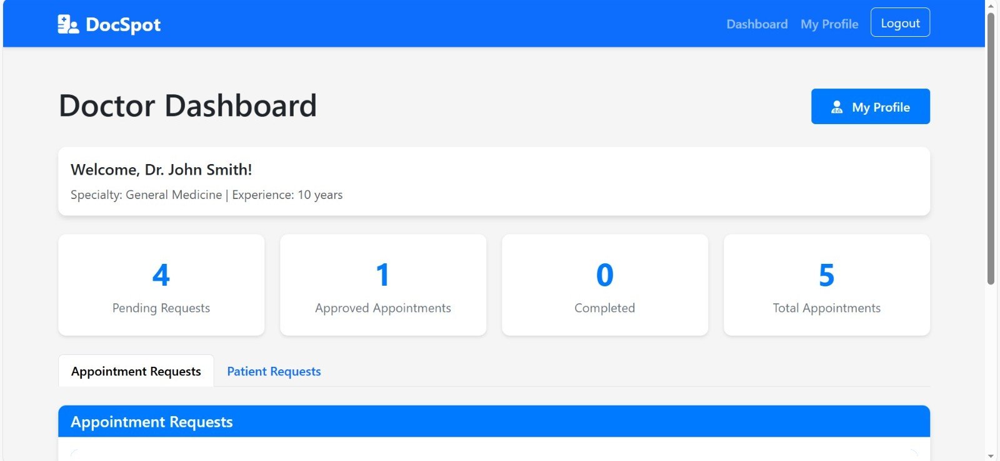 DocSpot
Dashboard My Profile Logout
Doctor Dashboard
My Profile
Welcome, Dr. John Smith!
Specialty: General Medicine | Experience: 10 years
4
Pending Requests
1
Approved Appointments
0
Completed
5
Total Appointments
Appointment Requests Patient Requests
Appointment Requests